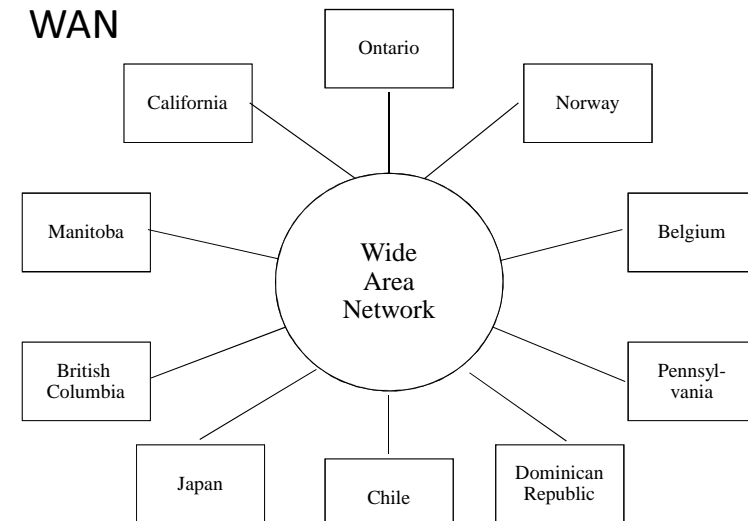 WAN
Ontario
California
Norway
Manitoba
Wide
Area
Network
Belgium
British
Columbia
Pennsyl-
vania
Japan
Chile
Dominican
Republic